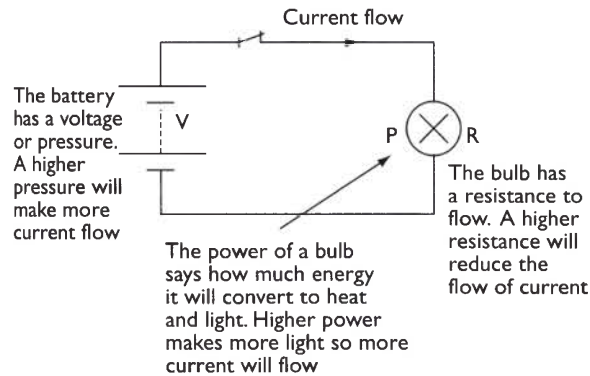 Current flow
The battery
has a voltage
or pressure.
A higher
pressure will
make more
current flow
V
P
R
The bulb has
a resistance to
flow. A higher
resistance will
reduce the
flow of current
The power of a bulb
says how much energy
it will convert to heat
and light. Higher power
makes more light so more
current will flow